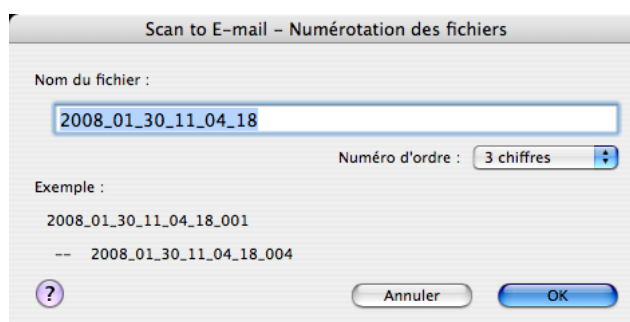 Scan to E-mail – Numérotation des fichiers
Nom du fichier :
2008_01_30_11_04_18
Numéro d'ordre : 3 chiffres
Exemple :
2008_01_30_11_04_18_001
-- 2008_01_30_11_04_18_004
? Annuler OK